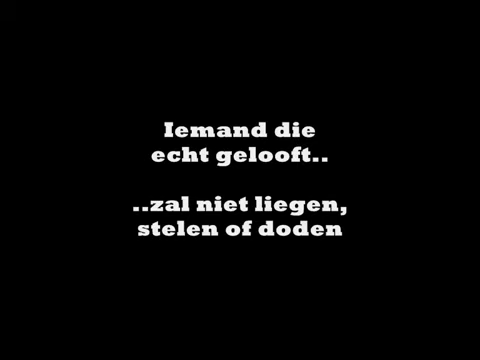 Iemand die
echt gelooft..
..zal niet liegen,
stelen of doden